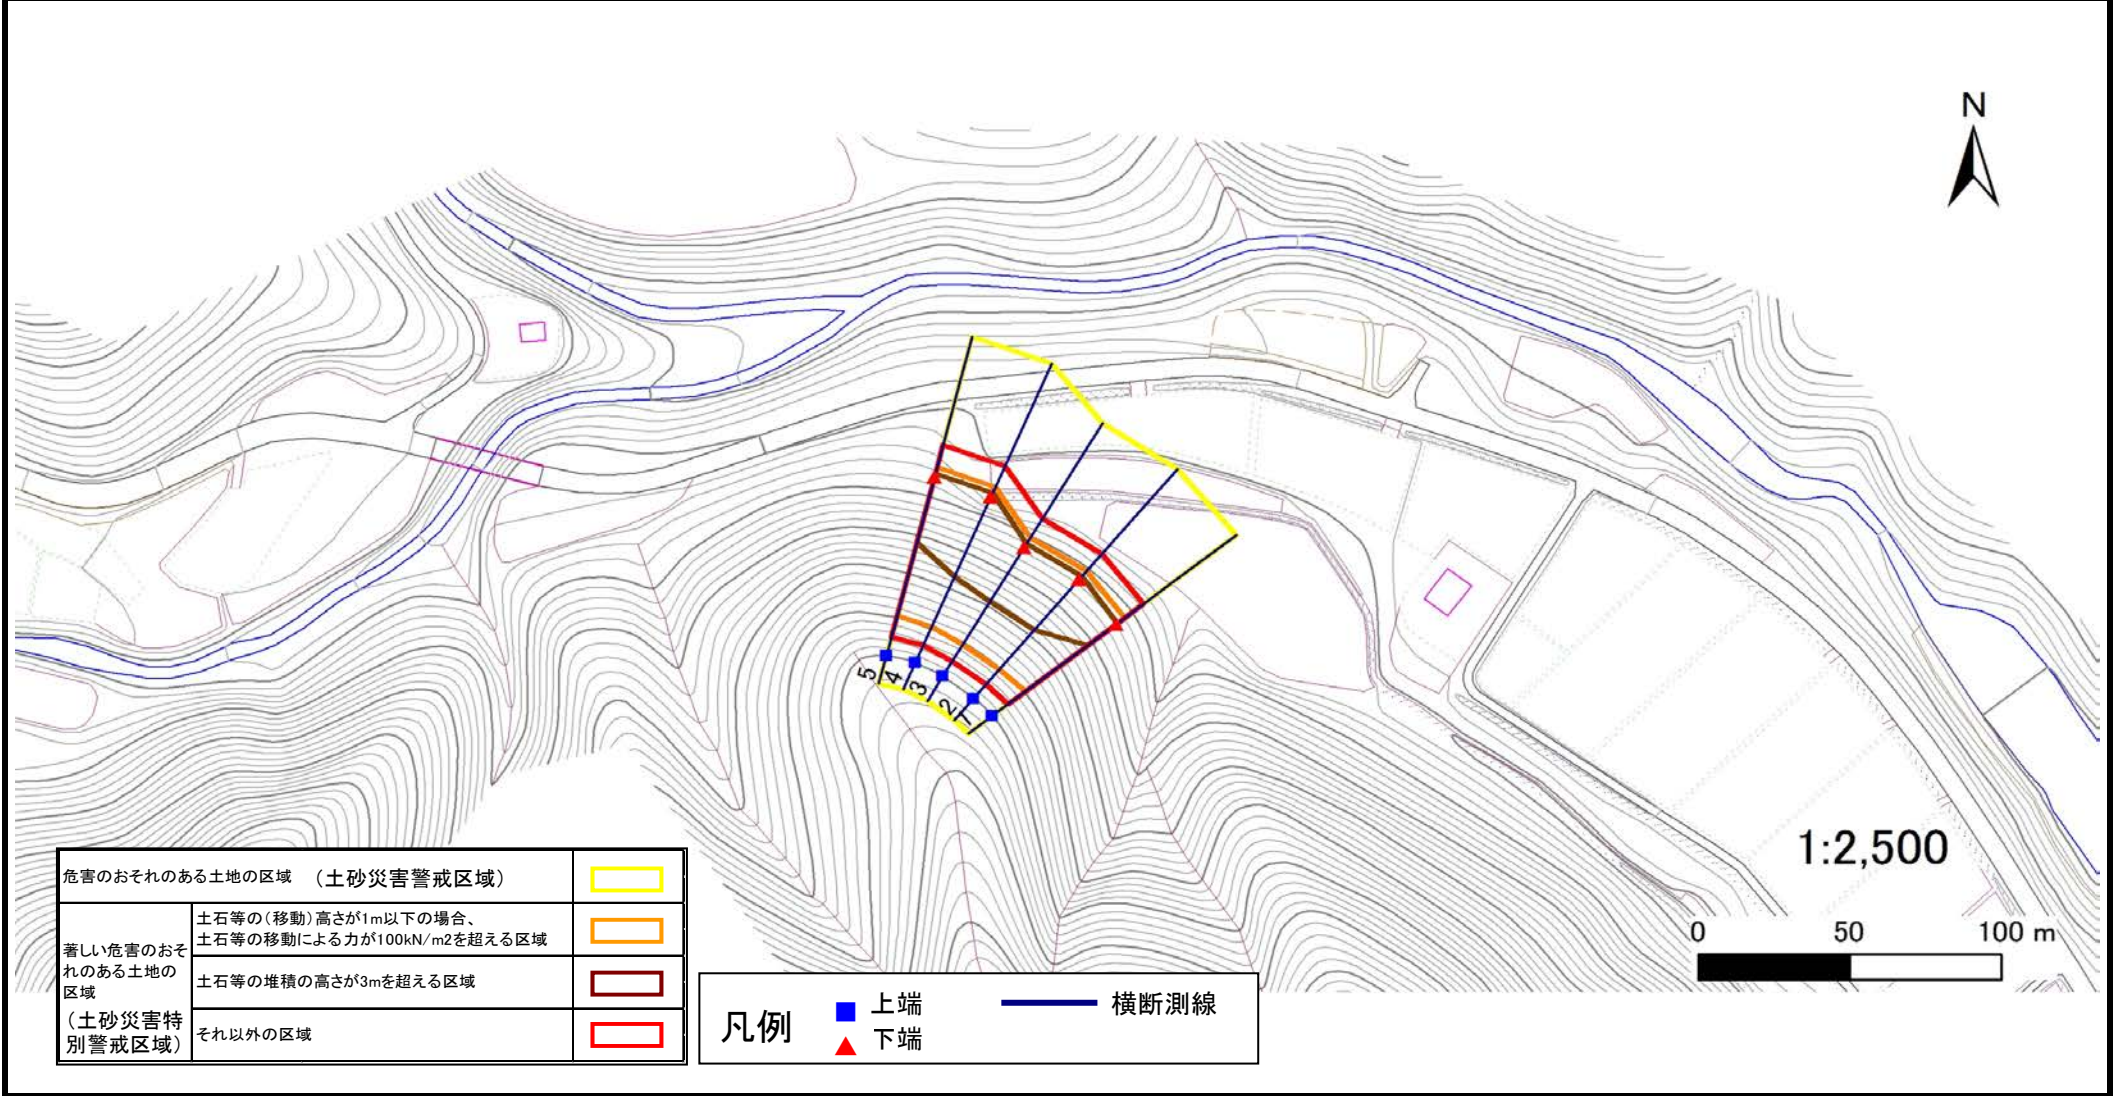 N
5
4
3
2
1
1:2,500
0 50 100 m
危害のおそれのある土地の区域 （土砂災害警戒区域）
著しい危害のおそ
れのある土地の
区域
（土砂災害特
別警戒区域）
土石等の（移動）高さが1m以下の場合、
土石等の移動による力が100kN/m2を超える区域
土石等の堆積の高さが3mを超える区域
それ以外の区域
凡例
上端
下端
横断測線